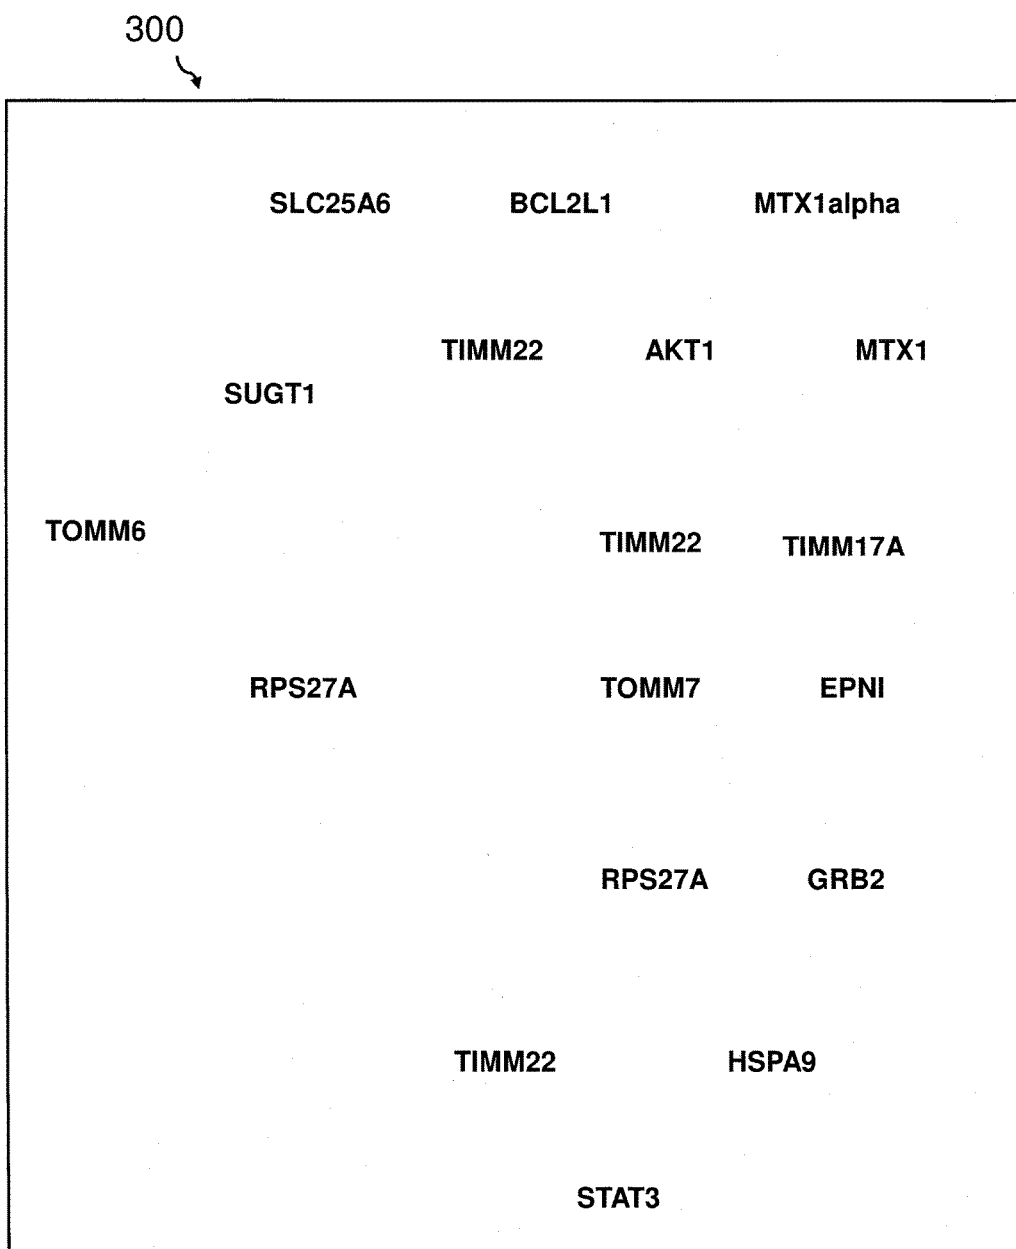 300
SLC25A6 BCL2L1 MTX1alpha
TIMM22 AKT1 MTX1
SUGT1
TOMM6
TIMM22 TIMM17A
RPS27A TOMM7 EPNI
RPS27A GRB2
TIMM22 HSPA9
STAT3